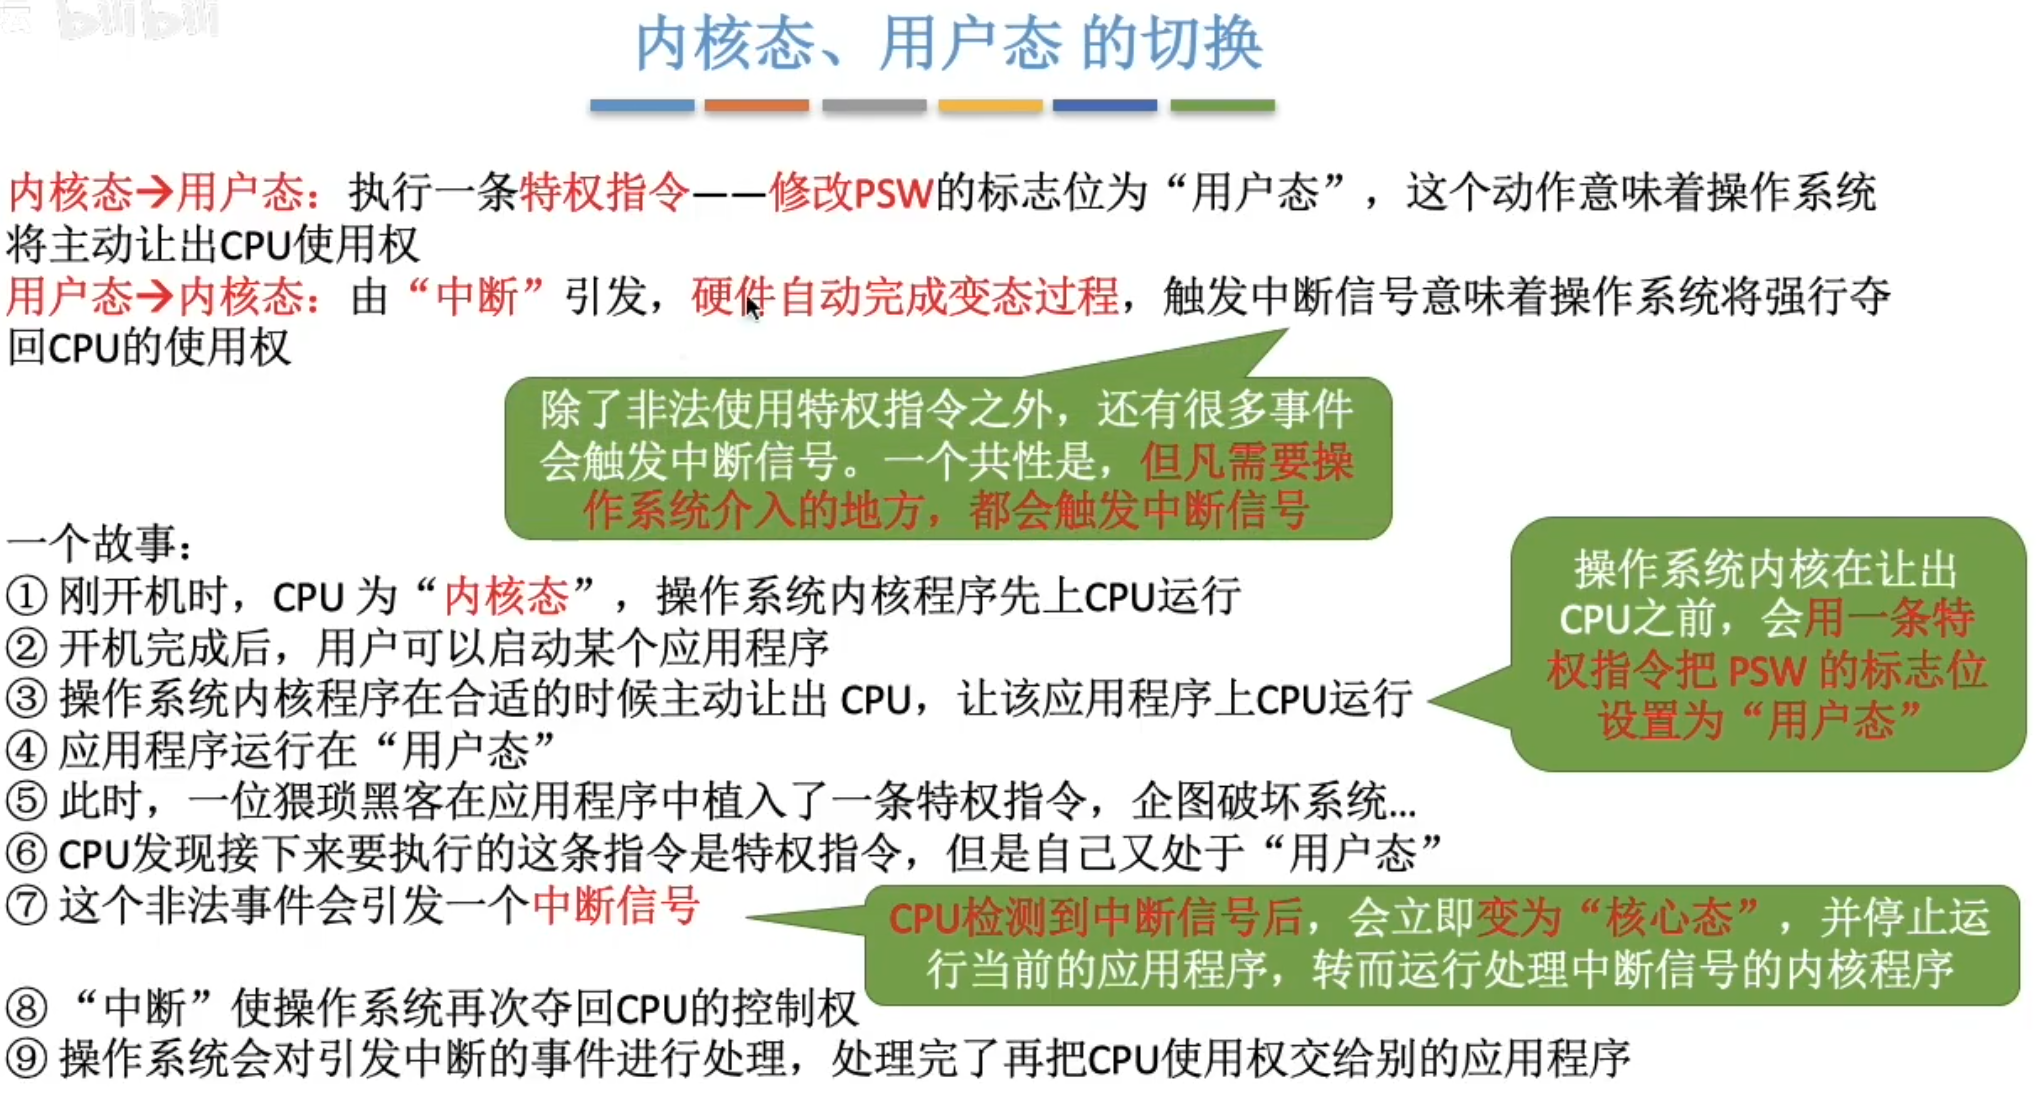 bilibili
内核态、用户态 的切换
内核态→用户态：执行一条特权指令——修改PSW的标志位为“用户态”，这个动作意味着操作系统
将主动让出CPU使用权
用户态→内核态：由“中断”引发，硬件自动完成变态过程，触发中断信号意味着操作系统将强行夺
回CPU的使用权
除了非法使用特权指令之外，还有很多事件
会触发中断信号。一个共性是，但凡需要操
作系统介入的地方，都会触发中断信号
一个故事：
① 刚开机时，CPU 为“内核态”，操作系统内核程序先上CPU运行
② 开机完成后，用户可以启动某个应用程序
③ 操作系统内核程序在合适的时候主动让出 CPU，让该应用程序上CPU运行
操作系统内核在让出
CPU之前，会用一条特
权指令把 PSW 的标志位
设置为“用户态”
④ 应用程序运行在“用户态”
⑤ 此时，一位猥琐黑客在应用程序中植入了一条特权指令，企图破坏系统...
⑥ CPU发现接下来要执行的这条指令是特权指令，但是自己又处于“用户态”
⑦ 这个非法事件会引发一个中断信号
CPU检测到中断信号后，会立即变为“核心态”，并停止运
行当前的应用程序，转而运行处理中断信号的内核程序
⑧ “中断”使操作系统再次夺回CPU的控制权
⑨ 操作系统会对引发中断的事件进行处理，处理完了再把CPU使用权交给别的应用程序